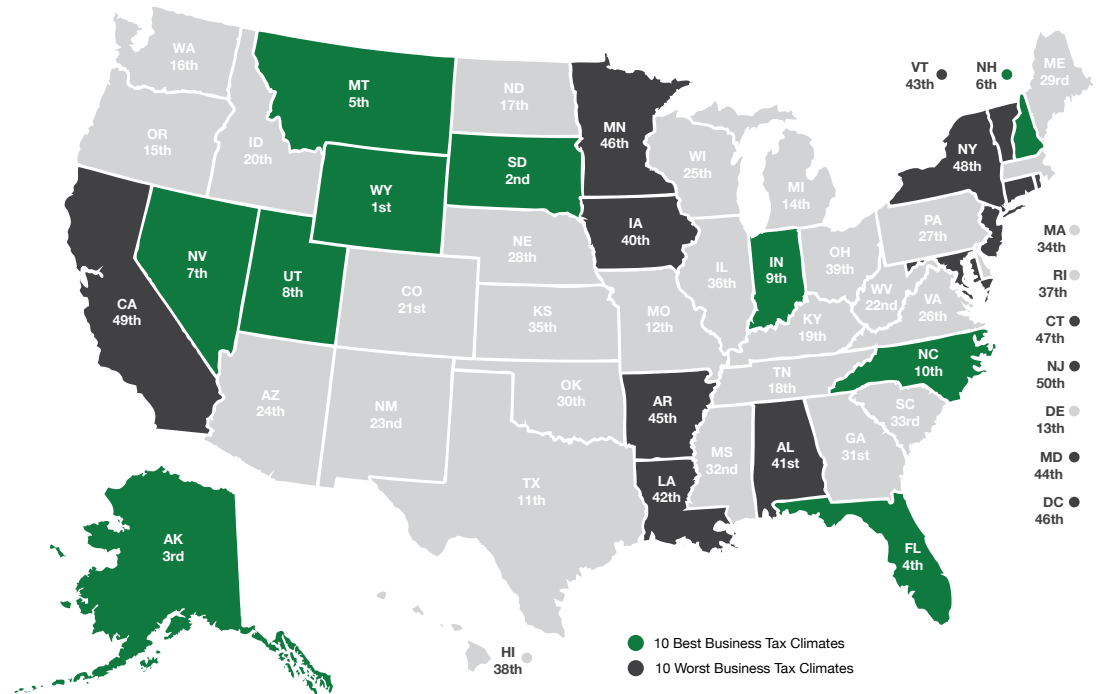 WA
16th
MT
5th
ND
17th
MN
46th
VT
43th
NH
6th
ME
29rd
OR
15th
ID
20th
WY
1st
SD
2nd
WI
25th
MI
14th
NY
48th
NV
7th
UT
8th
CO
21st
NE
28th
IA
40th
IL
36th
IN
9th
OH
39th
PA
27th
WV
22nd
VA
26th
MA
34th
RI
37th
CT
47th
NJ
50th
DE
13th
MD
44th
DC
46th
CA
49th
KS
35th
MO
12th
KY
19th
NC
10th
TN
18th
SC
33rd
AZ
24th
NM
23nd
OK
30th
AR
45th
MS
32nd
AL
41st
GA
31st
TX
11th
LA
42th
FL
4th
AK
3rd
HI
38th
10 Best Business Tax Climates
10 Worst Business Tax Climates